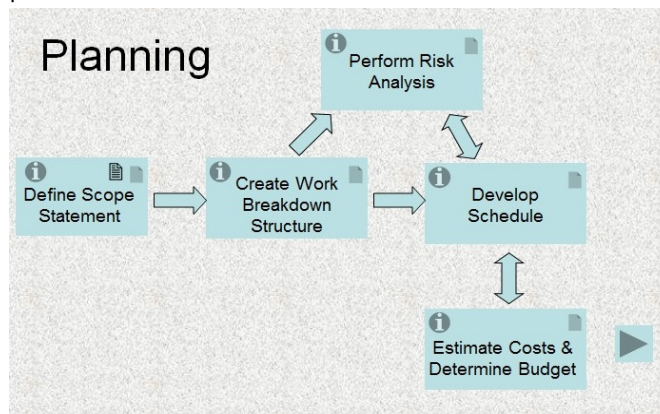 Planning
Perform Risk
Analysis
Define Scope
Statement
Create Work
Breakdown
Structure
Develop
Schedule
Estimate Costs &
Determine Budget